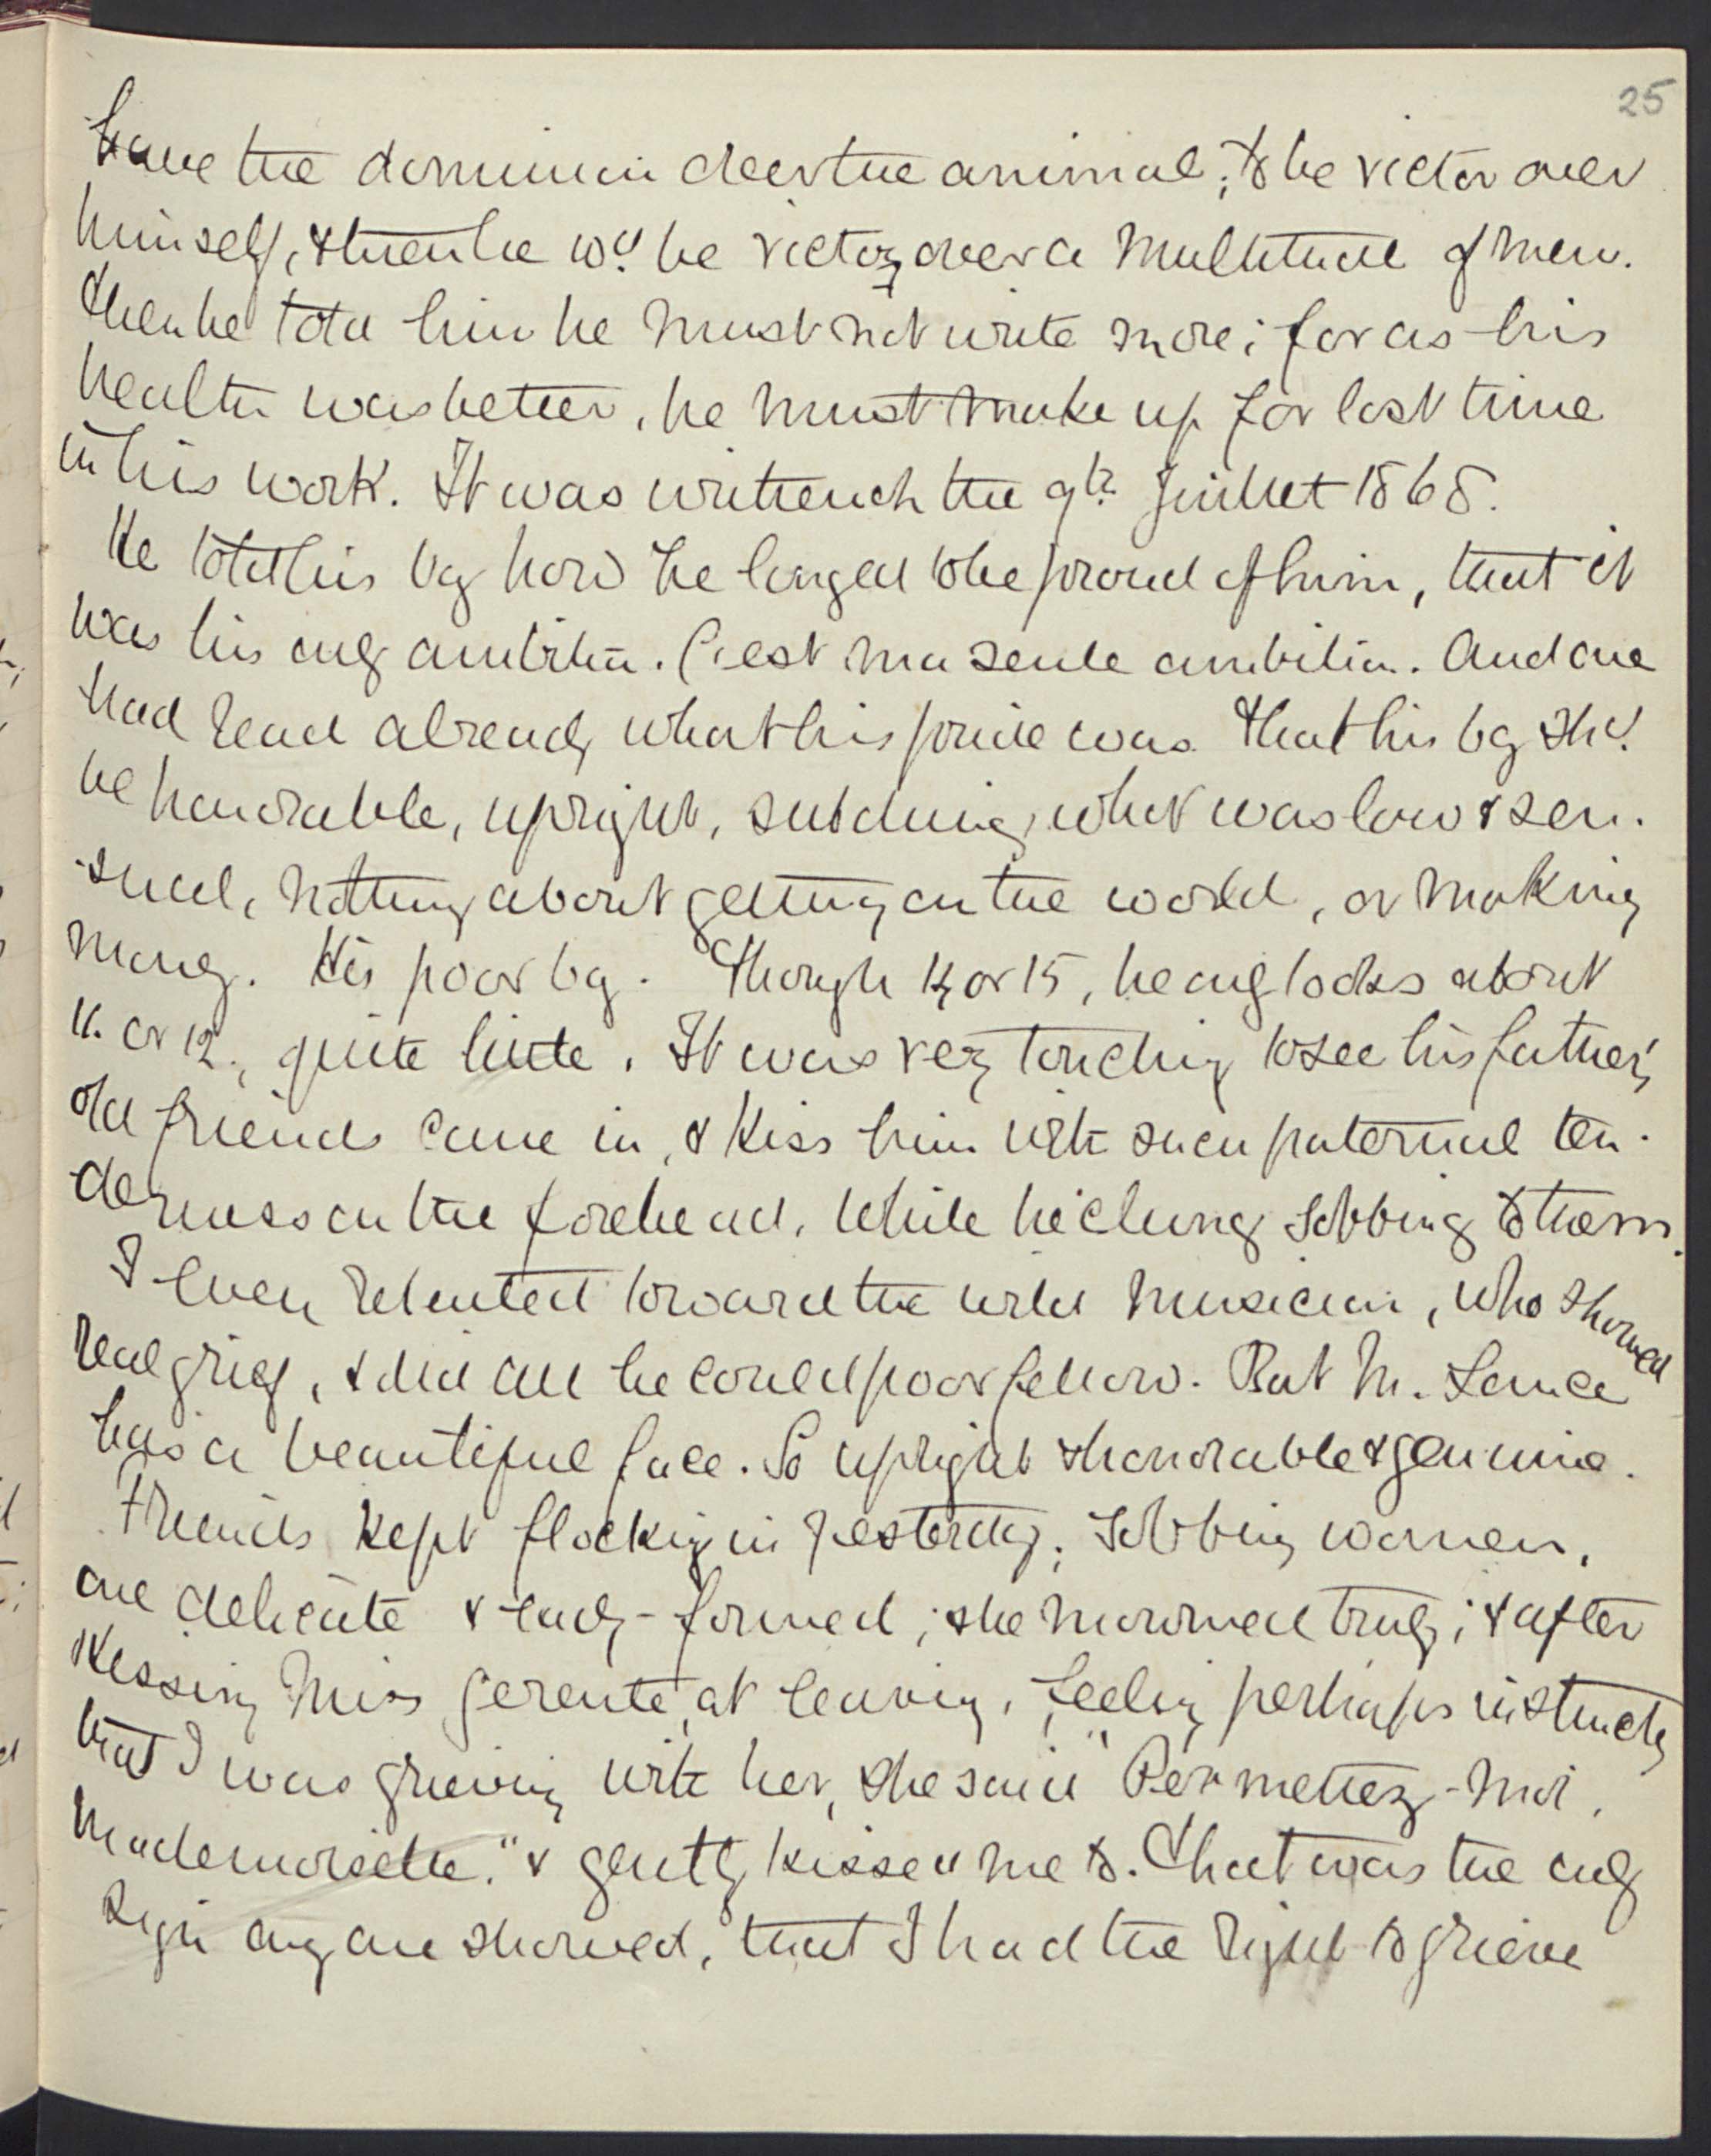 25
have the dominion over the animal; to be victor over
himself, & then he wd. be victor over a multitude of men.
Then he told him he must not write more; for as his
health was better, he must make up for lost time
in his work. It was written on the 9th Juillet 1868.
He told his boy how he longed to be proud of him, that it
was his only ambition. C'est ma seule ambition. And one
had read already what his pride was. That his boy shd.
be honorable, upright, subduing what was low & sen-
sual, nothing about getting on the world, or making
money. His poor boy. Though 14 or 15, he only looks about
11. or 12., quite little. It was very touching to see his father's
old friends come in, & kiss him with such paternal ten-
derness on the forehead, while he clung sobbing to them.
I even relented toward the wild musician, who showed
real grief, & did all he could poor fellow. But M.
has a beautiful face. So upright & honorable & genuine.
Friends kept flocking in yesterday; sobbing women,
one delicate & lady-formed; she mourned truly; & after
kissing Miss at leaving, feeling perhaps instinctly
that I was grieving with her, she said "Permettez-moi,
Mademoiselle." & gently kissed me to. That was the only
sign any one showed, that I had the right to grieve